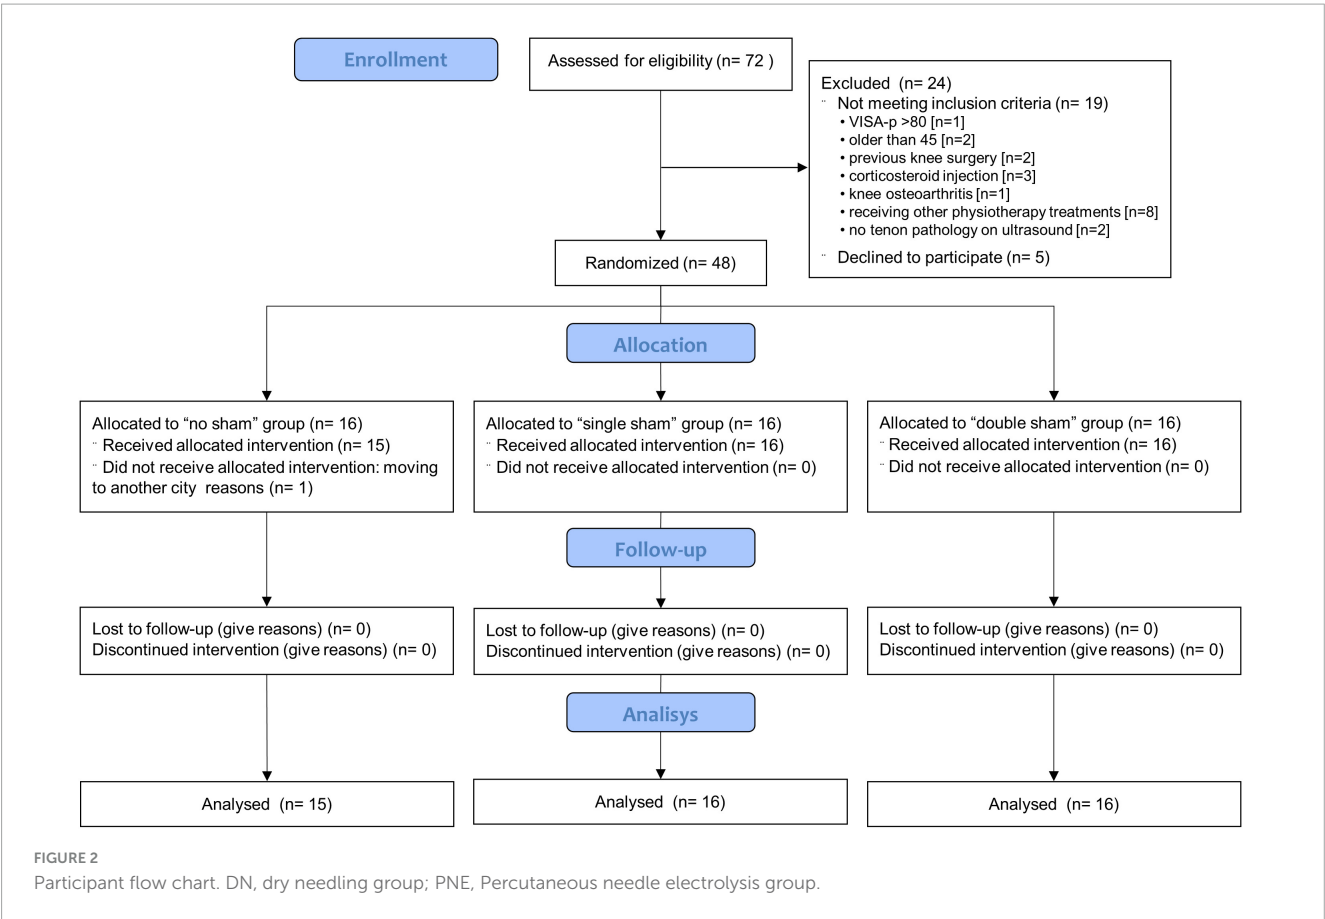 Enrollment
Assessed for eligibility (n= 72 )
Excluded (n= 24)
¨ Not meeting inclusion criteria (n= 19)
• VISA-p >80 [n=1]
• older than 45 [n=2]
• previous knee surgery [n=2]
• corticosteroid injection [n=3]
• knee osteoarthritis [n=1]
• receiving other physiotherapy treatments [n=8]
• no tenon pathology on ultrasound [n=2]
¨ Declined to participate (n= 5)
Randomized (n= 48)
Allocation
Allocated to “no sham” group (n= 16)
¨ Received allocated intervention (n= 15)
¨ Did not receive allocated intervention: moving
to another city reasons (n= 1)
Allocated to “single sham” group (n= 16)
¨ Received allocated intervention (n= 16)
¨ Did not receive allocated intervention (n= 0)
Allocated to “double sham” group (n= 16)
¨ Received allocated intervention (n= 16)
¨ Did not receive allocated intervention (n= 0)
Follow-up
Lost to follow-up (give reasons) (n= 0)
Discontinued intervention (give reasons) (n= 0)
Lost to follow-up (give reasons) (n= 0)
Discontinued intervention (give reasons) (n= 0)
Lost to follow-up (give reasons) (n= 0)
Discontinued intervention (give reasons) (n= 0)
Analisys
Analysed (n= 15)
Analysed (n= 16)
Analysed (n= 16)
FIGURE 2
Participant flow chart. DN, dry needling group; PNE, Percutaneous needle electrolysis group.